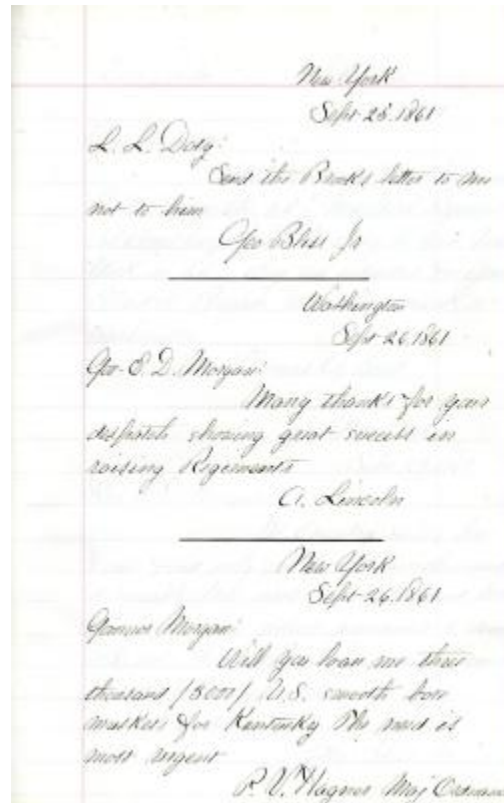 New York
Sept 25. 1861
L. L. Doty:
Send the Brooks letter to me
not to him
Geo Bliss Jr
Washington
Sept 26 1861
Gov. E. D. Morgan:
Many thanks for your
dispatch showing great success in
raising Regiments
A. Lincoln
New York
Sept 26, 1861
Governor Morgan:
Will you loan me three
thousand /3000/ U.S. smooth bore
muskets for Kentucky The need is
most urgent
P. V. Hagner Maj Ordnance